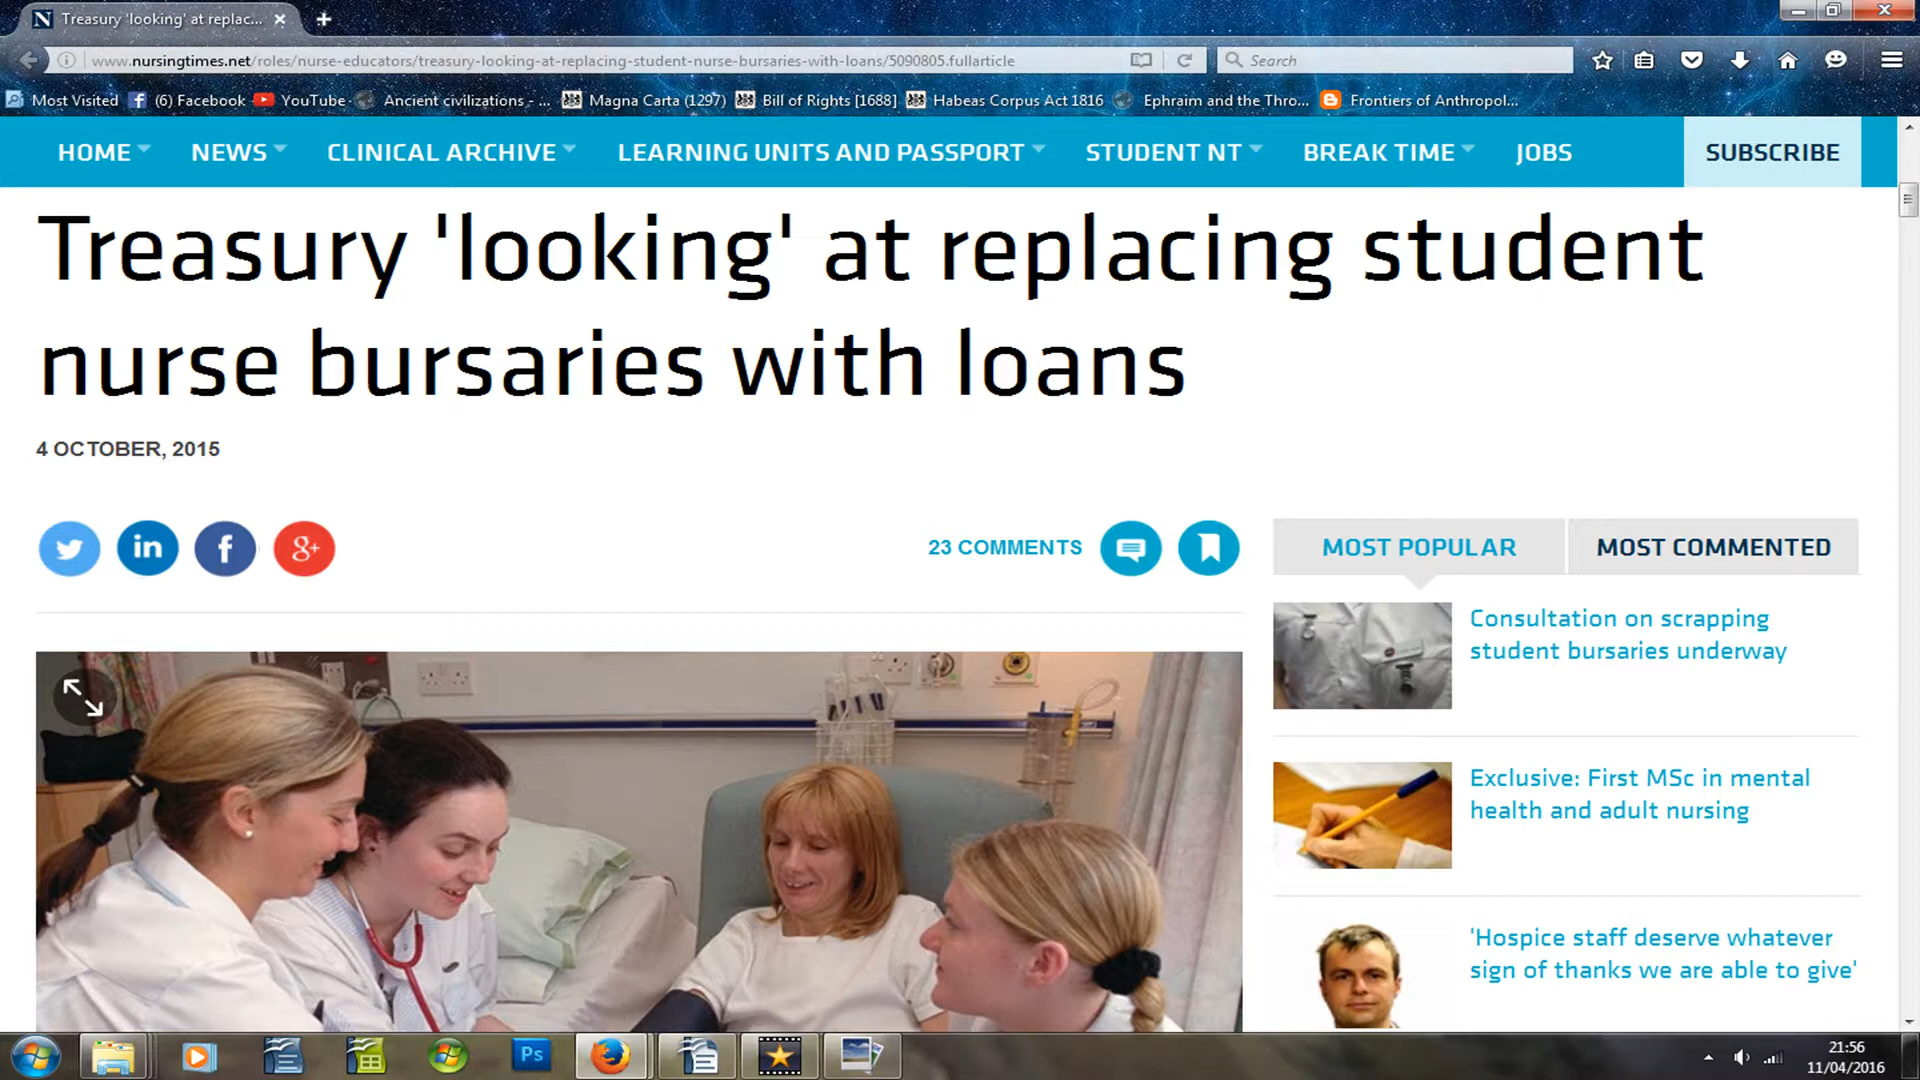 Treasury 'looking' at replac...
www.nursingtimes.net/roles/nurse-educators/treasury-looking-at-replacing-student-nurse-bursaries-with-loans/5090805.fullarticle
Search
Most Visited (6) Facebook YouTube Ancient civilizations - ... Magna Carta (1297) Bill of Rights [1688] Habeas Corpus Act 1816 Ephraim and the Thro... Frontiers of Anthropol...
HOME NEWS CLINICAL ARCHIVE LEARNING UNITS AND PASSPORT STUDENT NT BREAK TIME JOBS SUBSCRIBE
Treasury 'looking' at replacing student
nurse bursaries with loans
4 OCTOBER, 2015
in f g+ 23 COMMENTS
MOST POPULAR MOST COMMENTED
Consultation on scrapping
student bursaries underway
Exclusive: First MSc in mental
health and adult nursing
'Hospice staff deserve whatever
sign of thanks we are able to give'
Ps
21:56
11/04/2016